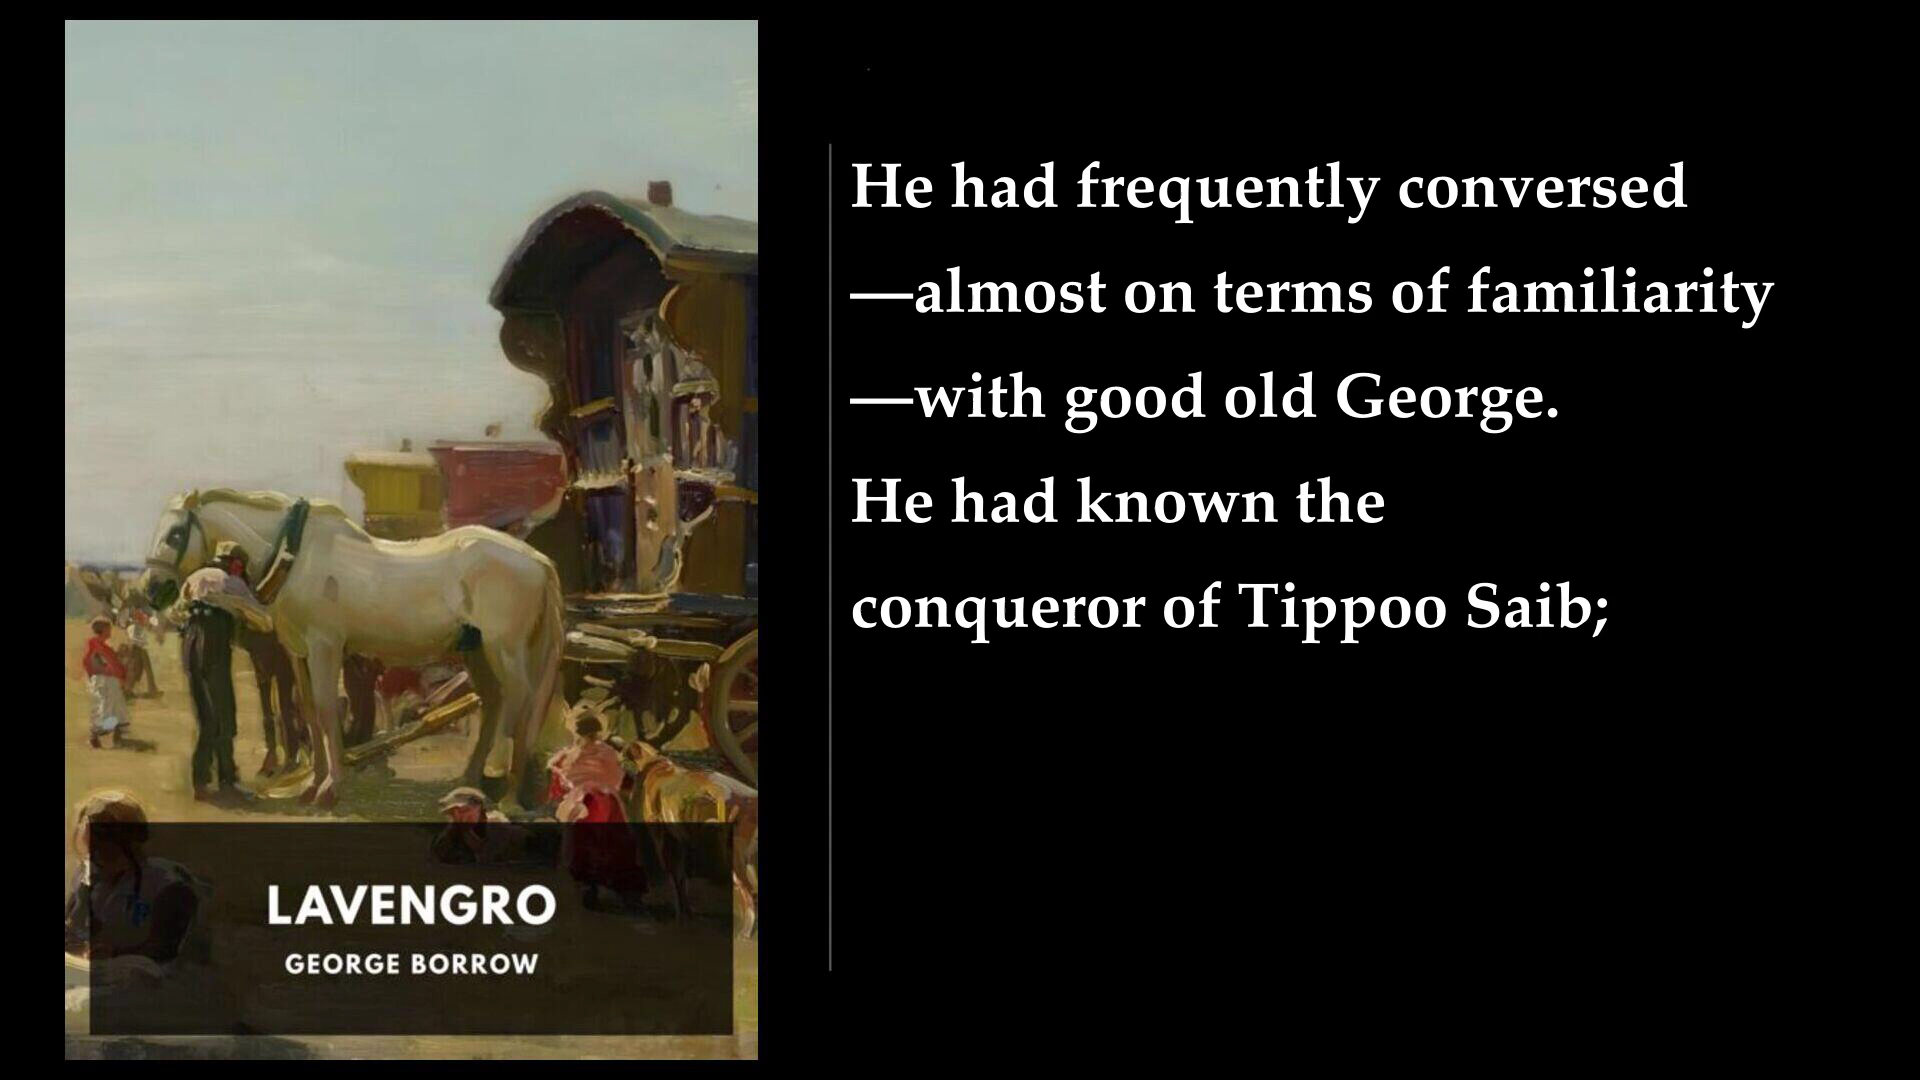 He had frequently conversed
—almost on terms of familiarity
—with good old George.
He had known the
conqueror of Tippoo Saib;
LAVENGRO
GEORGE BORROW